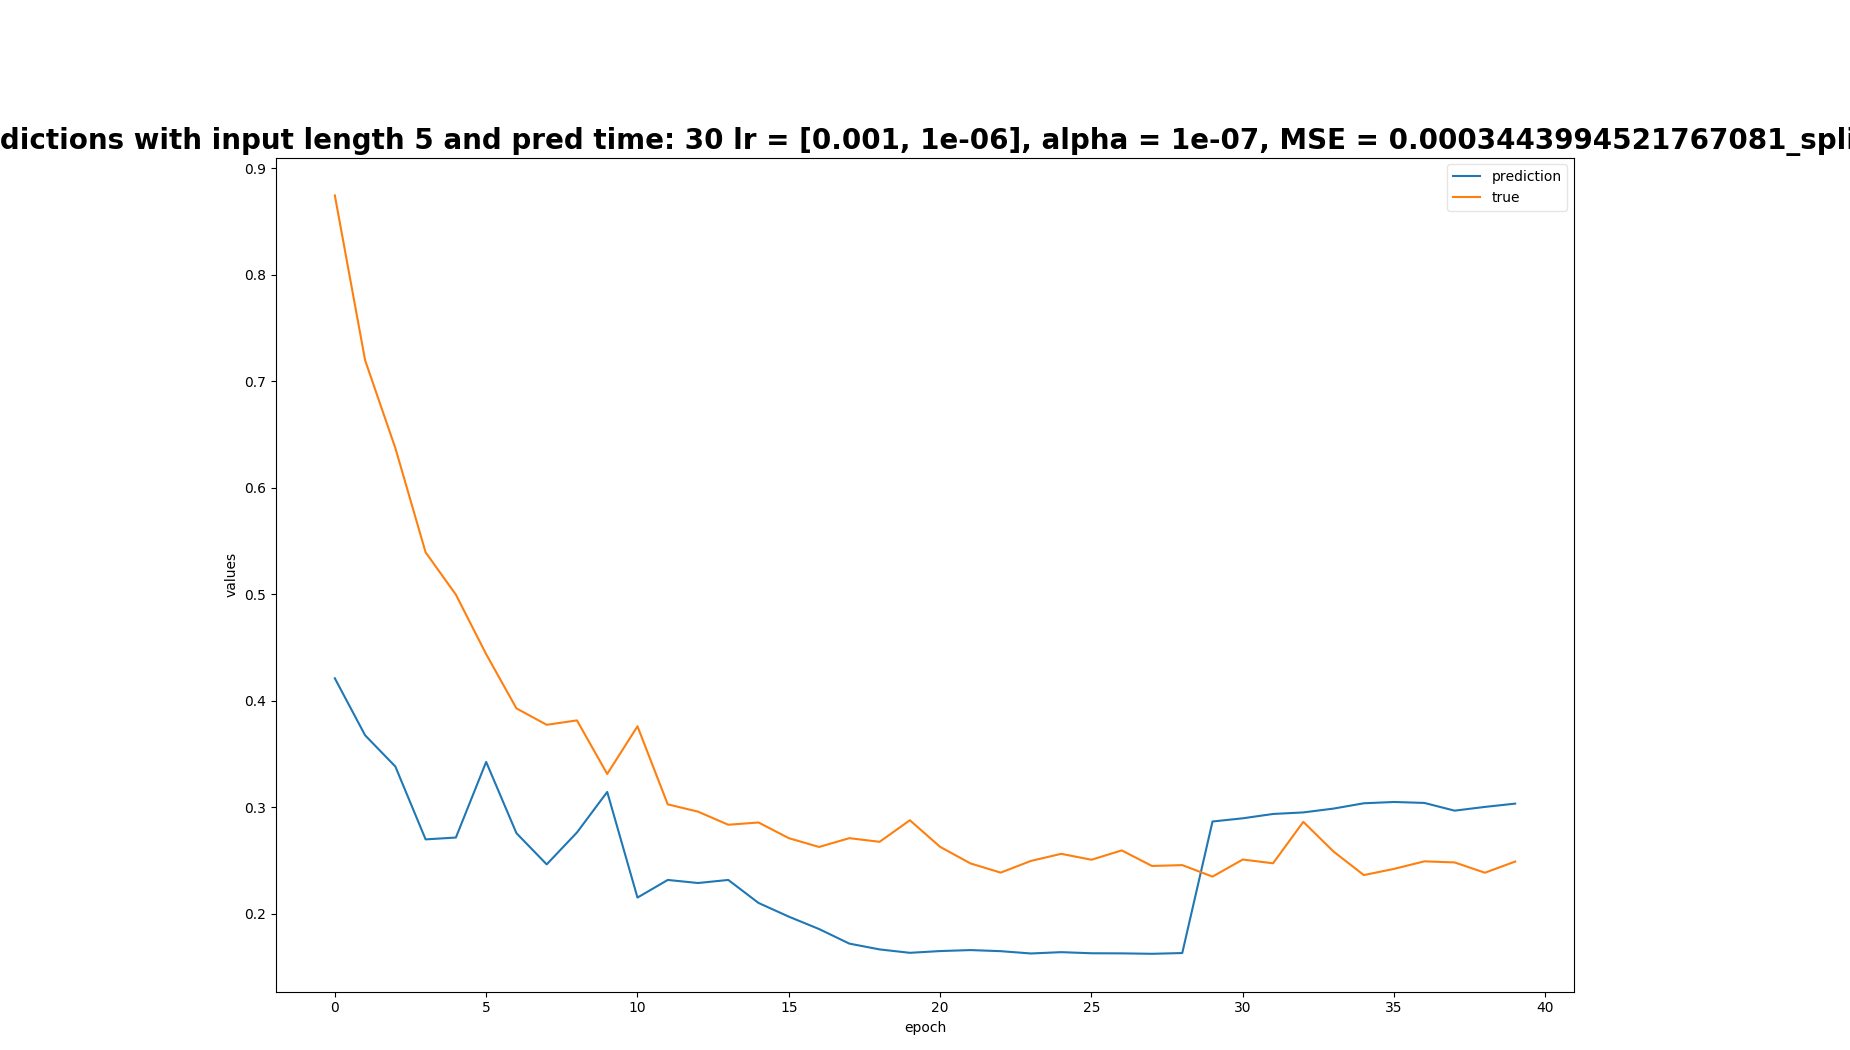 dictions with input length 5 and pred time: 30 lr = [0.001, 1e-06], alpha = 1e-07, MSE = 0.0003443994521767081_spli
prediction
true
0.9
0.8
0.7
0.6
0.5
0.4
0.3
0.2
values
0 5 10 15 20 25 30 35 40
epoch